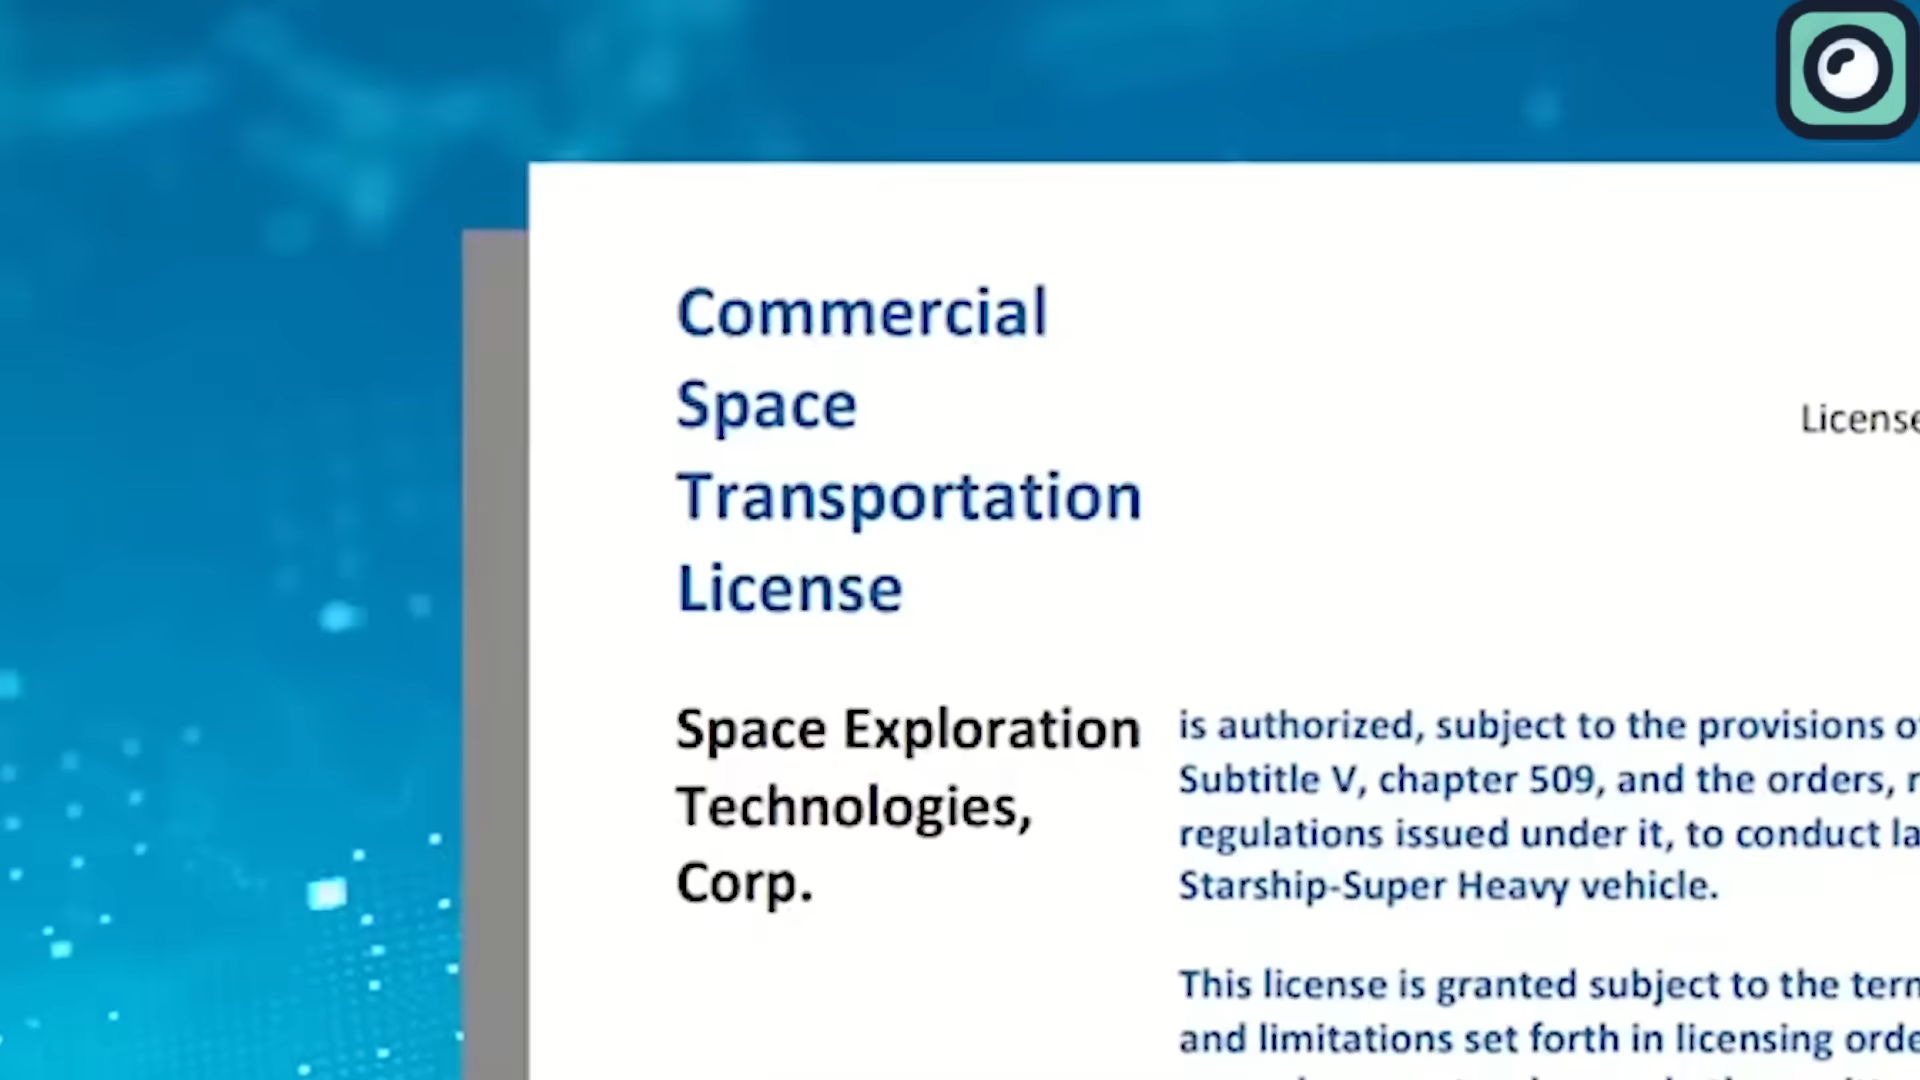 Commercial
Space
Transportation
License
License
Space Exploration
Technologies,
Corp.
is authorized, subject to the provisions
Subtitle V, chapter 509, and the orders,
regulations issued under it, to conduct
Starship-Super Heavy vehicle.
This license is granted subject to the
and limitations set forth in licensing